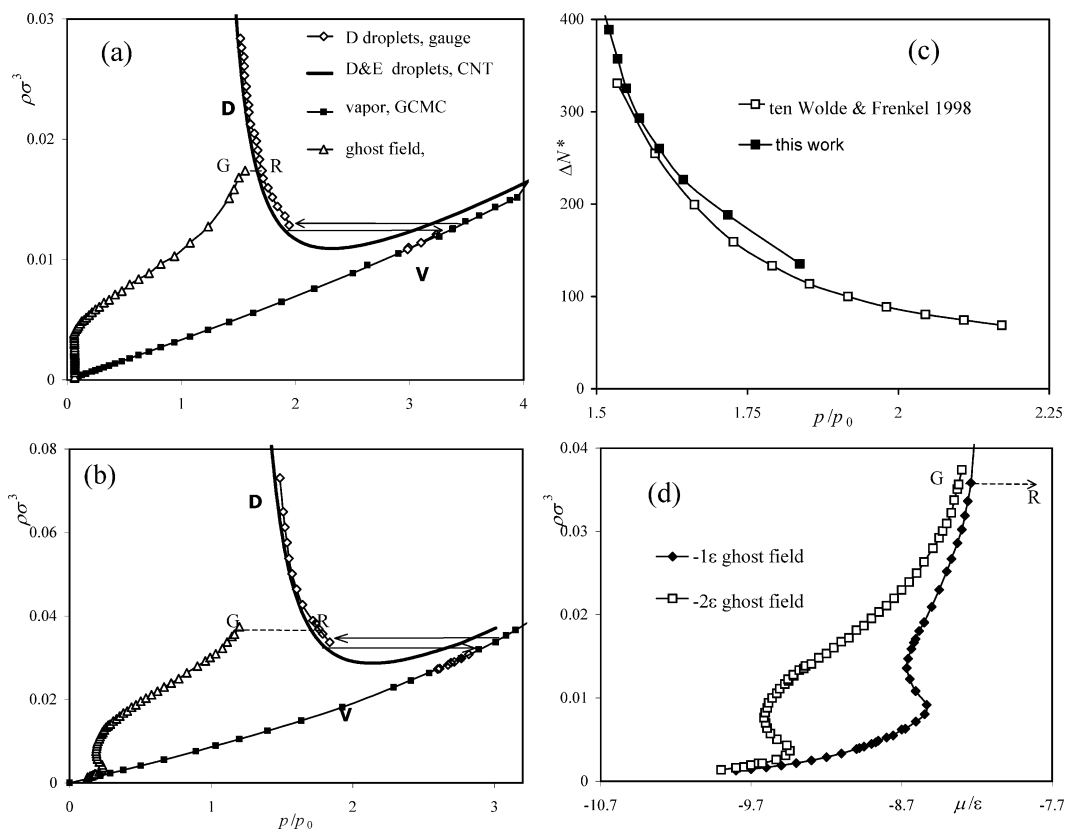 (a)
0.03
0.02
0.01
0
ρσ³
D droplets, gauge
D&E droplets, CNT
vapor, GCMC
ghost field,
D
G
R
V
0 1 2 3 4
(c)
400
300
200
100
0
ΔN*
ten Wolde & Frenkel 1998
this work
1.5 1.75 2 2.25
p/p₀
(b)
0.08
0.06
0.04
0.02
0
ρσ³
D
G
R
V
0 1 2 3
p/p₀
(d)
0.04
0.03
0.02
0.01
0
ρσ³
G
R
-1ε ghost field
-2ε ghost field
-10.7 -9.7 -8.7 μ/ε -7.7